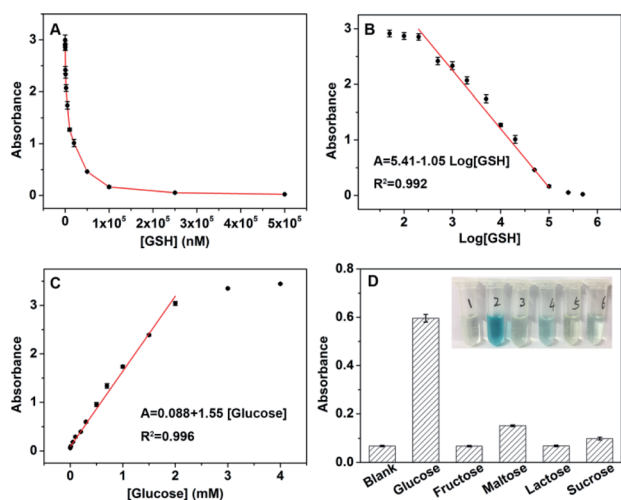 A
3
2
1
0
Absorbance
0
1x10⁵
2x10⁵
3x10⁵
4x10⁵
5x10⁵
[GSH] (nM)
B
3
2
1
0
Absorbance
A=5.41-1.05 Log[GSH]
R²=0.992
2
3
4
5
6
Log[GSH]
C
3
2
1
0
Absorbance
A=0.088+1.55 [Glucose]
R²=0.996
0
1
2
3
4
[Glucose] (mM)
D
0.8
0.6
0.4
0.2
0.0
Absorbance
1 2 3 4 5 6
Blank
Glucose
Fructose
Maltose
Lactose
Sucrose